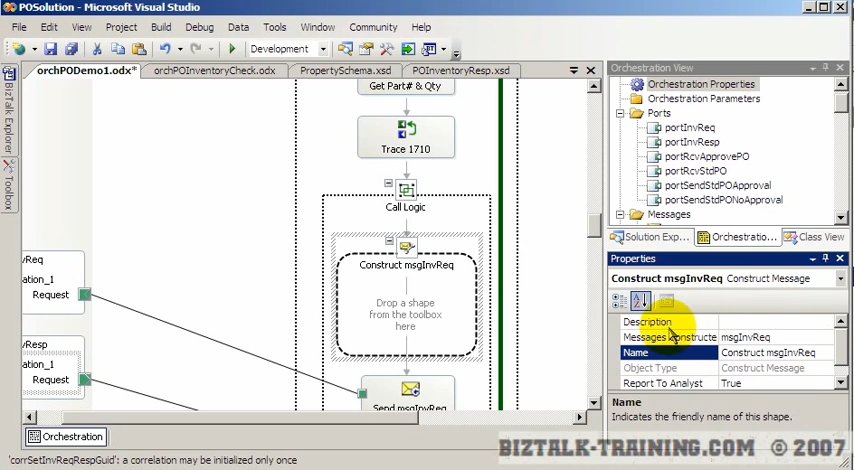 POSolution - Microsoft Visual Studio
File Edit View Project Build Debug Data Tools Window Community Help
Development
orchPODemo1.odx* orchPOInventoryCheck.odx PropertySchema.xsd POInventoryResp.xsd
BizTalk Explorer
Toolbox
Get Part# & Qty
Trace 1710
Call Logic
Construct msgInvReq
Drop a shape
from the toolbox
here
Send msgInvReq
vReq
ation_1
Request
vResp
ation_1
Request
Orchestration
Orchestration View
Orchestration Properties
Orchestration Parameters
Ports
portInvReq
portInvResp
portRcvApprovePO
portRcvStdPO
portSendStdPOApproval
portSendStdPONoApproval
Messages
Solution Exp... Orchestratio... Class View
Properties
Construct msgInvReq Construct Message
Description
Messages Constructe msgInvReq
Name Construct msgInvReq
Object Type Construct Message
Report To Analyst True
Name
Indicates the friendly name of this shape.
BIZTALK-TRAINING.COM © 2007
'corrSetInvReqRespGuid': a correlation may be initialized only once